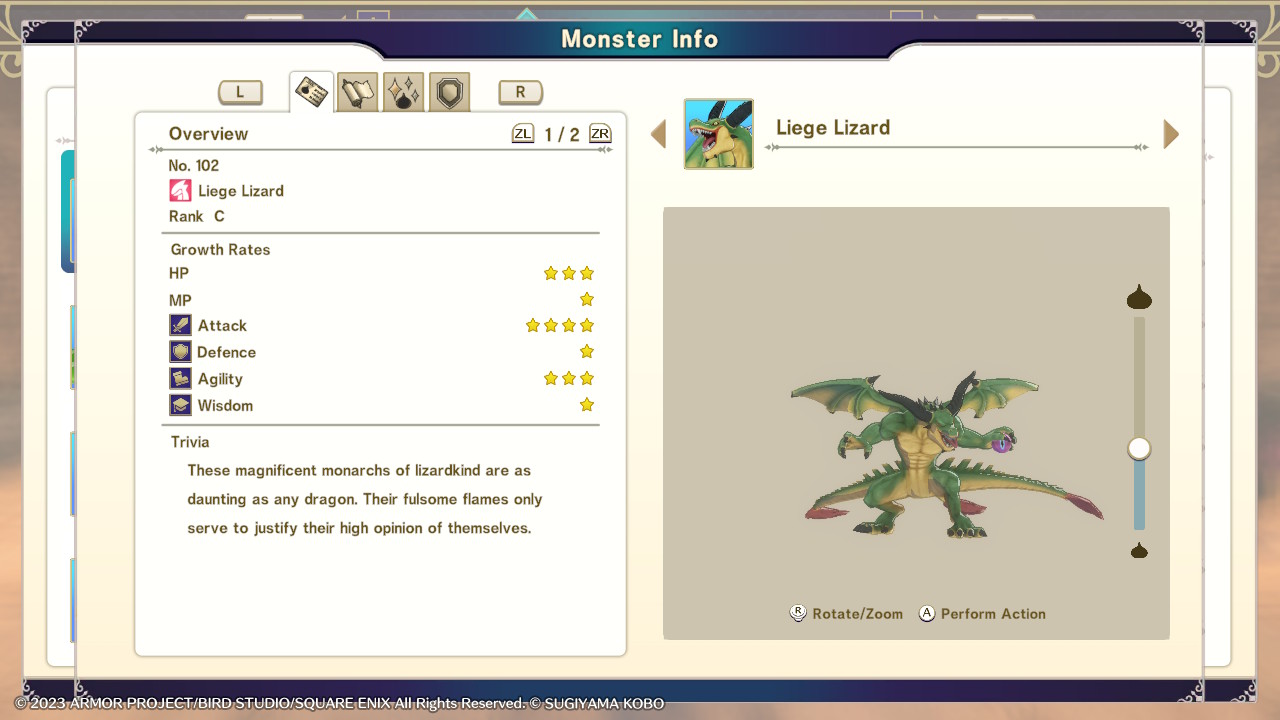 Monster Info
L
R
Overview
ZL 1 / 2 ZR
No. 102
Liege Lizard
Rank C
Growth Rates
HP
MP
Attack
Defence
Agility
Wisdom
Trivia
These magnificent monarchs of lizardkind are as
daunting as any dragon. Their fulsome flames only
serve to justify their high opinion of themselves.
Liege Lizard
R Rotate/Zoom A Perform Action
© 2023 ARMOR PROJECT/BIRD STUDIO/SQUARE ENIX All Rights Reserved. © SUGIYAMA KOBO